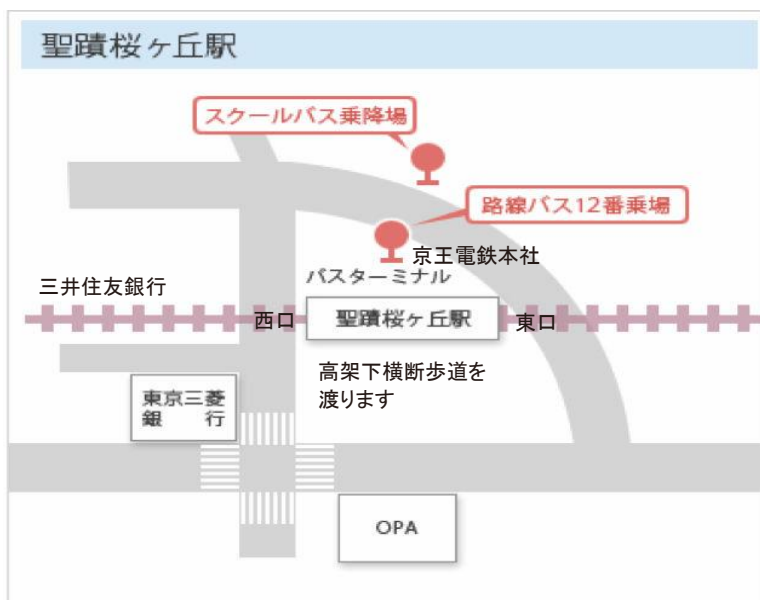 聖蹟桜ヶ丘駅
スクールバス乗降場
路線バス12番乗場
京王電鉄本社
バスターミナル
三井住友銀行
西口
聖蹟桜ヶ丘駅
東口
高架下横断歩道を
渡ります
東京三菱
銀 行
OPA